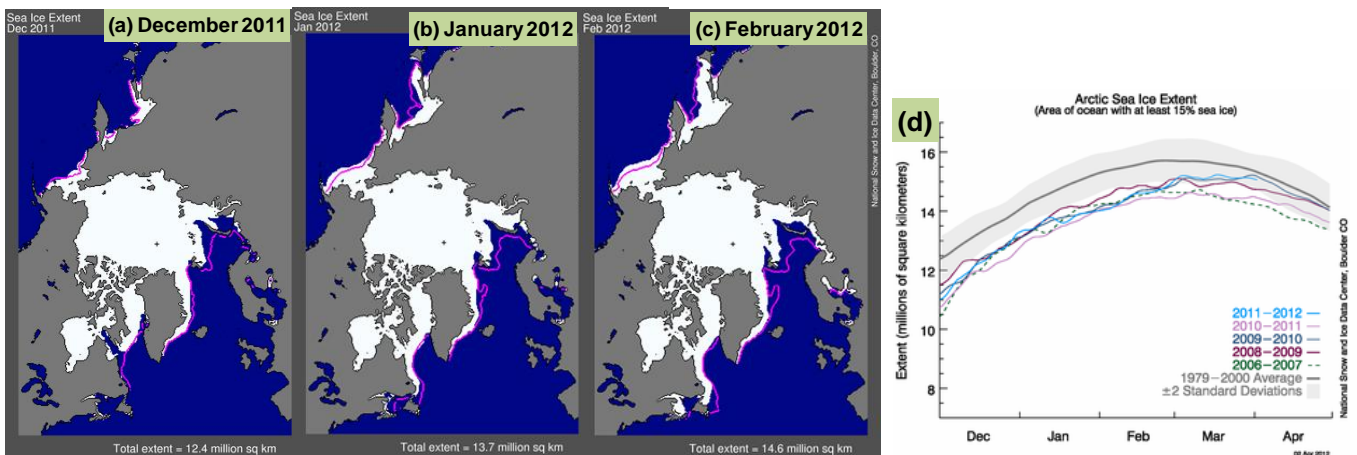 Sea Ice Extent
Dec 2011
(a) December 2011
Total extent = 12.4 million sq km
Sea Ice Extent
Jan 2012
(b) January 2012
Total extent = 13.7 million sq km
Sea Ice Extent
Feb 2012
(c) February 2012
National Snow and Ice Data Center, Boulder, CO
Total extent = 14.6 million sq km
(d)
Arctic Sea Ice Extent
(Area of ocean with at least 15% sea ice)
Extent (millions of square kilometers)
16
14
12
10
8
2011−2012
2010−2011
2009−2010
2008−2009
2006−2007
1979−2000 Average
±2 Standard Deviations
Dec Jan Feb Mar Apr
National Snow and Ice Data Center, Boulder CO
02 Apr 2012